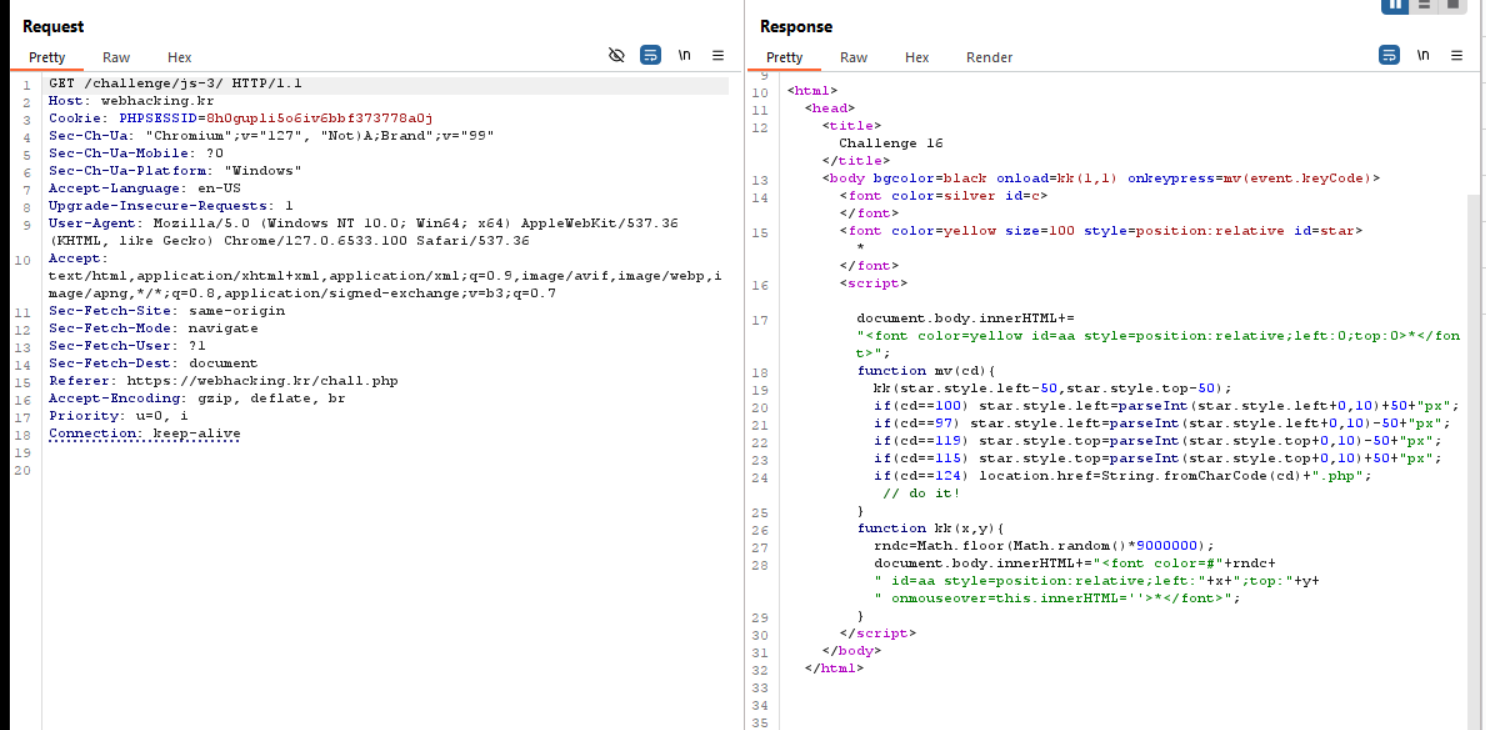 Request
Pretty Raw Hex \n
1 GET /challenge/js-3/ HTTP/1.1
2 Host: webhacking.kr
3 Cookie: PHPSESSID=8h0gupli5o6iv6bbf373778a0j
4 Sec-Ch-Ua: "Chromium";v="127", "Not)A;Brand";v="99"
5 Sec-Ch-Ua-Mobile: ?0
6 Sec-Ch-Ua-Platform: "Windows"
7 Accept-Language: en-US
8 Upgrade-Insecure-Requests: 1
9 User-Agent: Mozilla/5.0 (Windows NT 10.0; Win64; x64) AppleWebKit/537.36
(KHTML, like Gecko) Chrome/127.0.6533.100 Safari/537.36
10 Accept:
text/html,application/xhtml+xml,application/xml;q=0.9,image/avif,image/webp,i
mage/apng,*/*;q=0.8,application/signed-exchange;v=b3;q=0.7
11 Sec-Fetch-Site: same-origin
12 Sec-Fetch-Mode: navigate
13 Sec-Fetch-User: ?1
14 Sec-Fetch-Dest: document
15 Referer: https://webhacking.kr/chall.php
16 Accept-Encoding: gzip, deflate, br
17 Priority: u=0, i
18 Connection: keep-alive
19
20
Response
Pretty Raw Hex Render \n
9
10 <html>
11 <head>
12 <title>
Challenge 16
</title>
13 <body bgcolor=black onload=kk(1,1) onkeypress=mv(event.keyCode)>
14 <font color=silver id=c>
</font>
15 <font color=yellow size=100 style=position:relative id=star>
*
</font>
16 <script>
17 document.body.innerHTML+=
"<font color=yellow id=aa style=position:relative;left:0;top:0>*</fon
t>";
18 function mv(cd){
19 kk(star.style.left-50,star.style.top-50);
20 if(cd==100) star.style.left=parseInt(star.style.left+0,10)+50+"px";
21 if(cd==97) star.style.left=parseInt(star.style.left+0,10)-50+"px";
22 if(cd==119) star.style.top=parseInt(star.style.top+0,10)-50+"px";
23 if(cd==115) star.style.top=parseInt(star.style.top+0,10)+50+"px";
24 if(cd==124) location.href=String.fromCharCode(cd)+".php";
// do it!
25 }
26 function kk(x,y){
27 rndc=Math.floor(Math.random()*9000000);
28 document.body.innerHTML+="<font color=#"+rndc+
" id=aa style=position:relative;left:"+x+";top:"+y+
" onmouseover=this.innerHTML=''>*</font>";
29 }
30 </script>
31 </body>
32 </html>
33
34
35